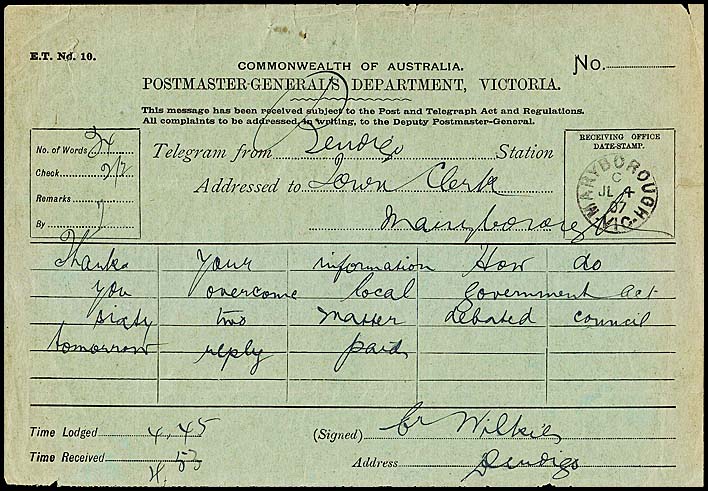 E.T. No. 10.
No.
COMMONWEALTH OF AUSTRALIA.
POSTMASTER-GENERAL'S DEPARTMENT, VICTORIA.
This message has been received subject to the Post and Telegraph Act and Regulations.
All complaints to be addressed, in writing, to the Deputy Postmaster-General.
No. of Words 24
Check 2/2
Remarks
By
Telegram from Bendigo Station
Addressed to Town Clerk
Maryborough
RECEIVING OFFICE
DATE-STAMP.
MARYBOROUGH VIC
C
JL 4
07
Thanks your information How do
you overcome local government act
sixty two matter debated council
tomorrow reply paid
Time Lodged 4.45
Time Received 4.53
(Signed) Cr Wilkie
Address Bendigo